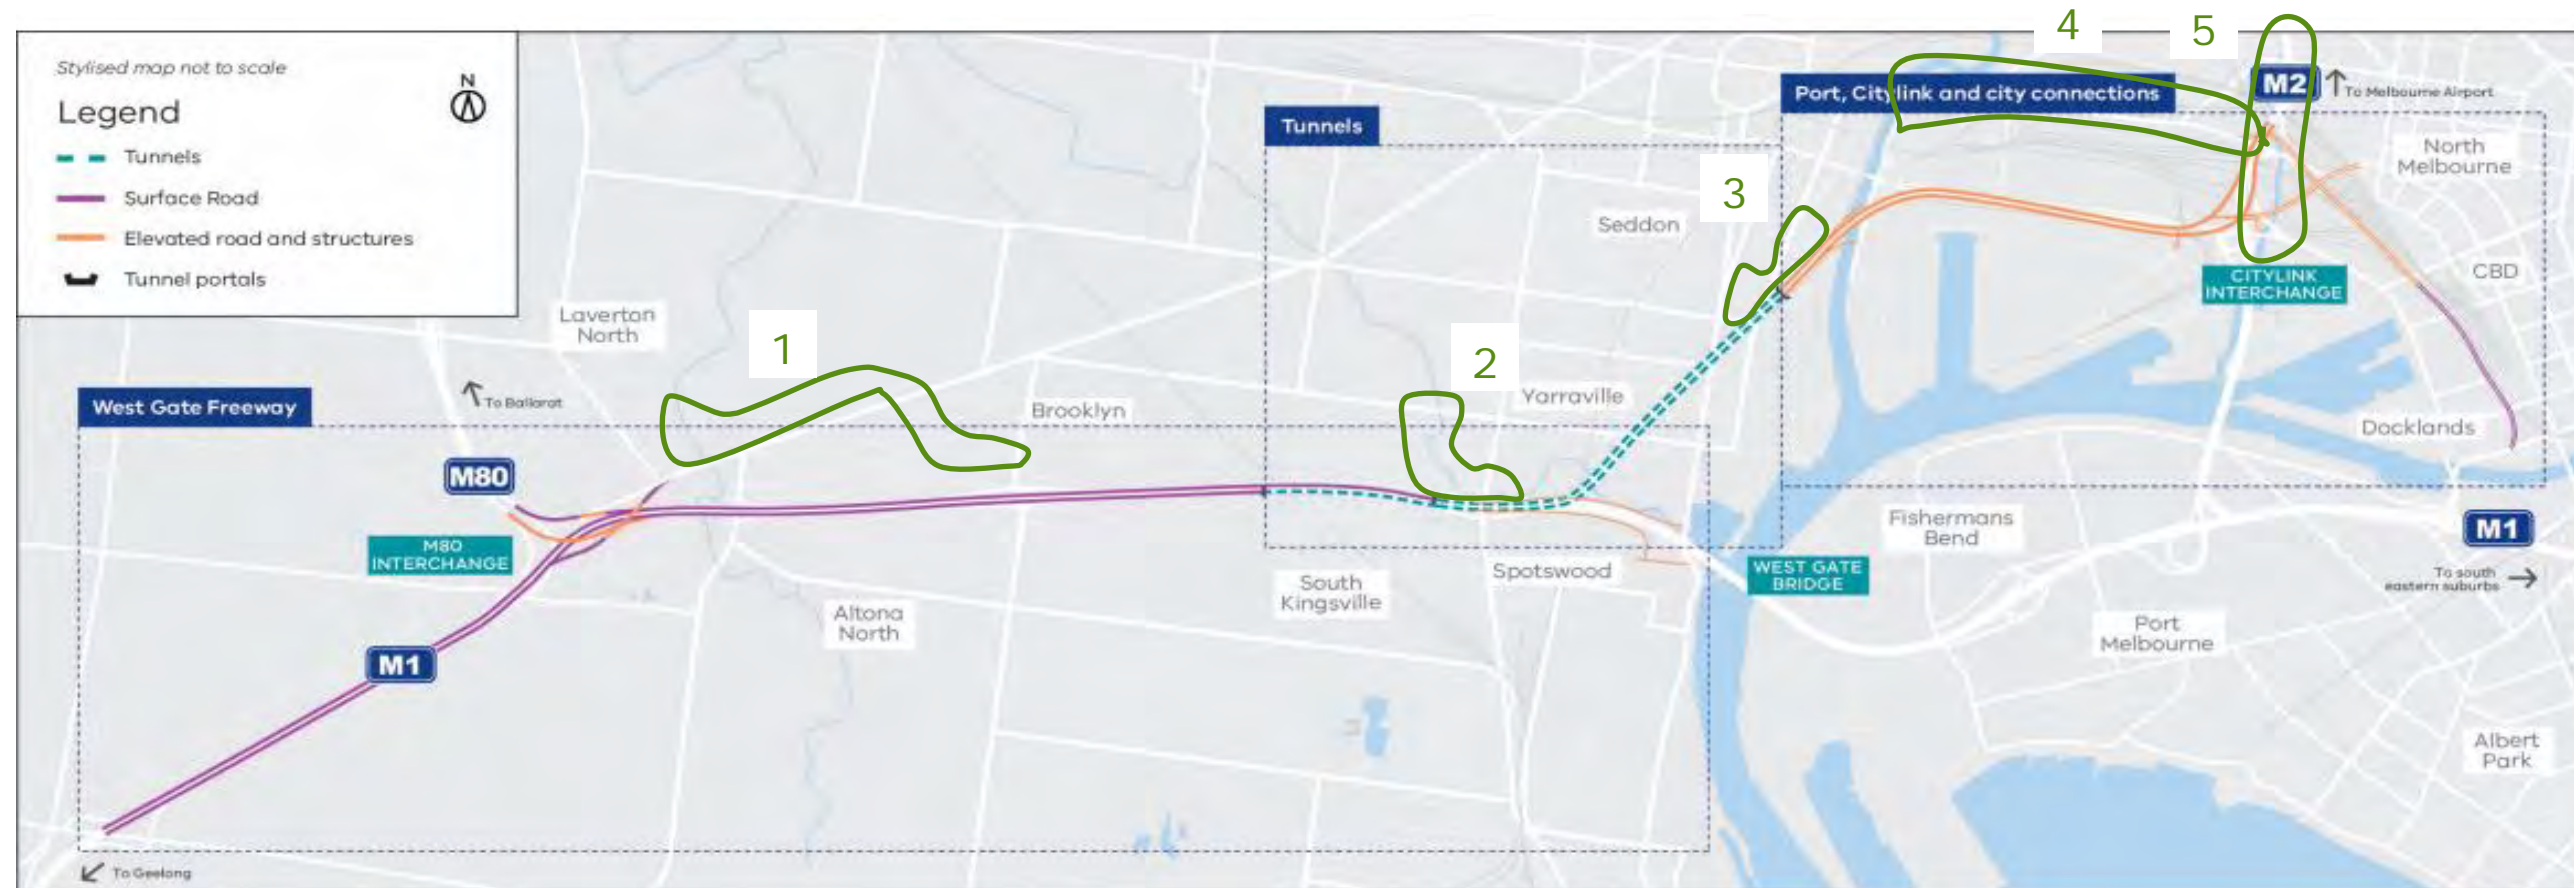 Stylised map not to scale
Legend
N
Tunnels
Surface Road
Elevated road and structures
Tunnel portals
4
5
M2
To Melbourne Airport
Port, Citylink and city connections
Tunnels
North
Melbourne
3
Seddon
CBD
CITYLINK
INTERCHANGE
Laverton
North
1
2
To Ballarat
West Gate Freeway
Brooklyn
Yarraville
Docklands
M80
M80
INTERCHANGE
Fishermans
Bend
M1
To south
eastern suburbs
WEST GATE
BRIDGE
Spotswood
South
Kingsville
Altona
North
Port
Melbourne
M1
Albert
Park
To Geelong